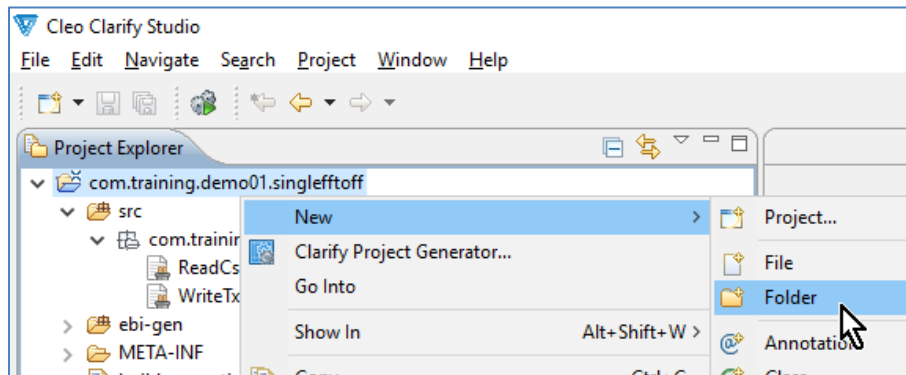 Cleo Clarify Studio
File Edit Navigate Search Project Window Help
Project Explorer
com.training.demo01.singlefftoff
src
New
Project...
com.trainin
Clarify Project Generator...
File
ReadCs
Go Into
Folder
WriteTx
ebi-gen
Show In Alt+Shift+W >
Annotation
META-INF